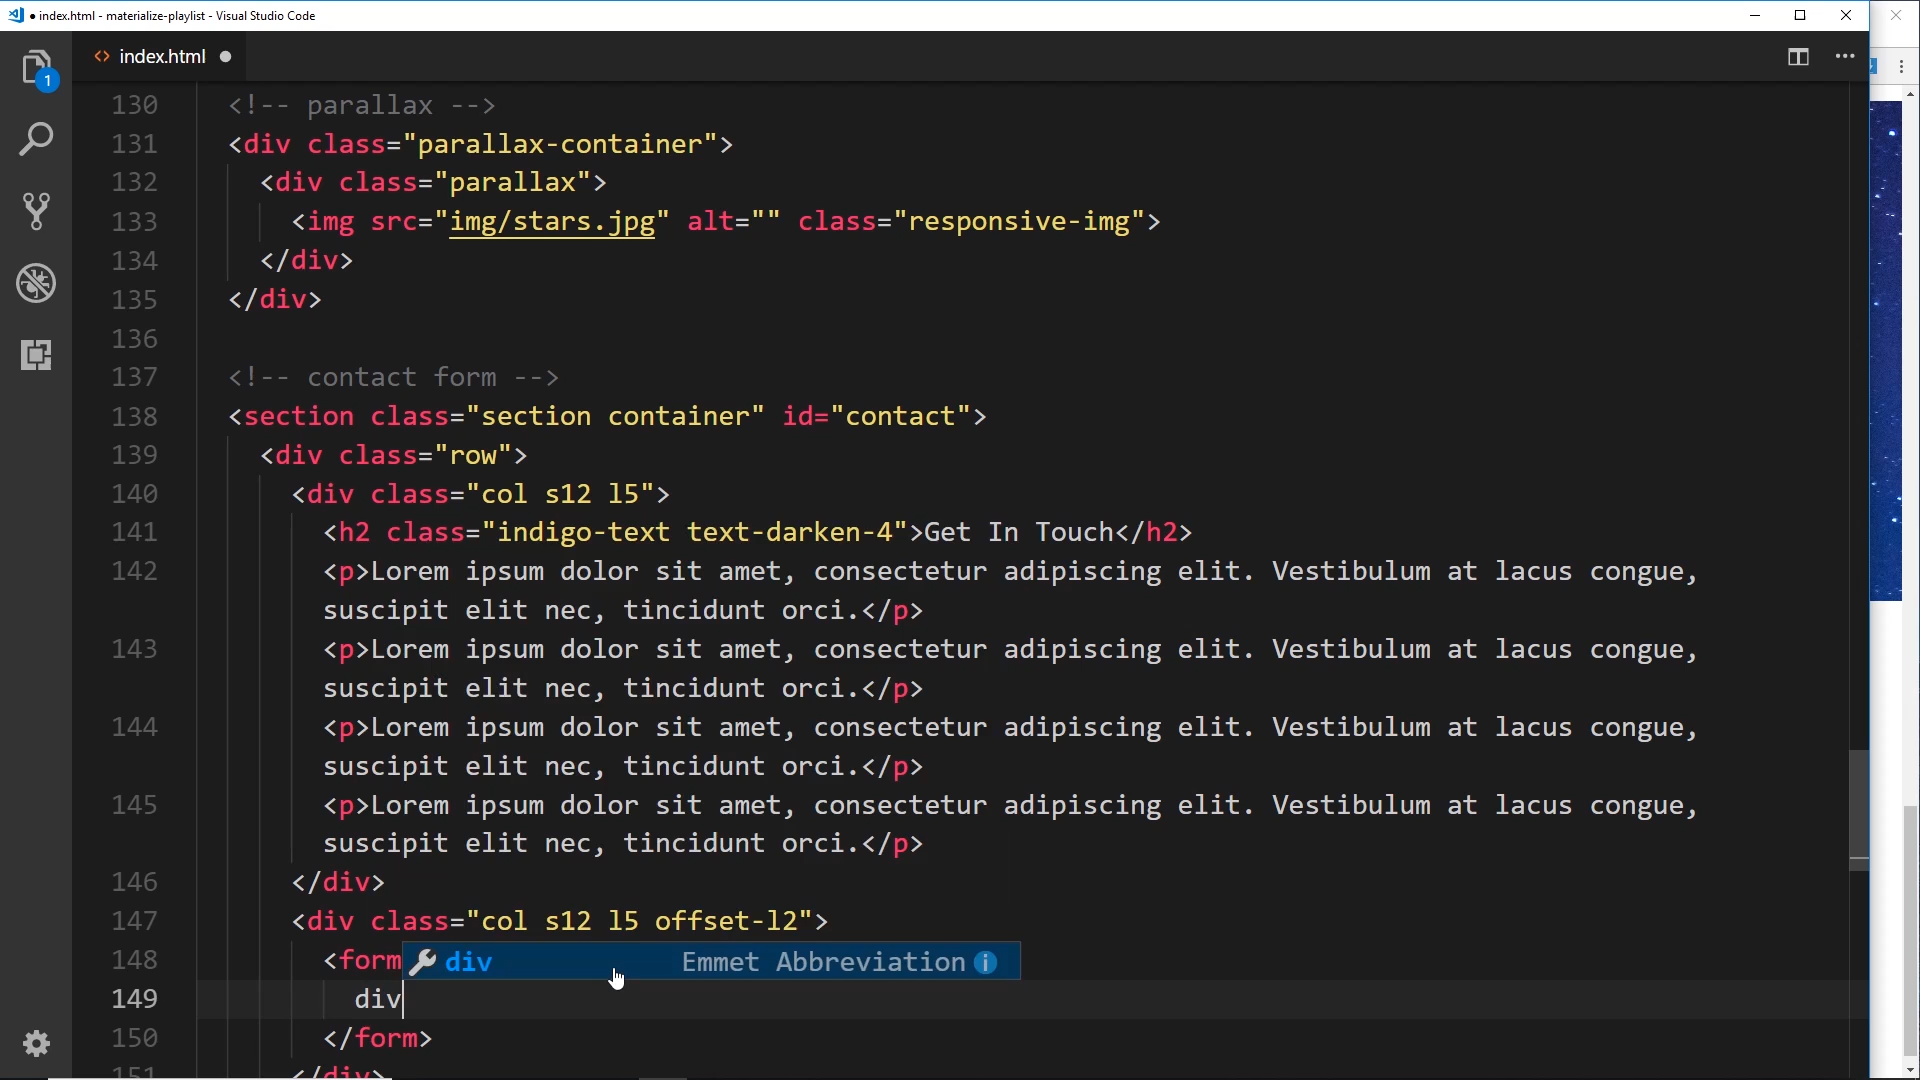 ● index.html - materialize-playlist - Visual Studio Code
1
<> index.html ●
130 <!-- parallax -->
131 <div class="parallax-container">
132 <div class="parallax">
133 <img src="img/stars.jpg" alt="" class="responsive-img">
134 </div>
135 </div>
136
137 <!-- contact form -->
138 <section class="section container" id="contact">
139 <div class="row">
140 <div class="col s12 l5">
141 <h2 class="indigo-text text-darken-4">Get In Touch</h2>
142 <p>Lorem ipsum dolor sit amet, consectetur adipiscing elit. Vestibulum at lacus congue,
suscipit elit nec, tincidunt orci.</p>
143 <p>Lorem ipsum dolor sit amet, consectetur adipiscing elit. Vestibulum at lacus congue,
suscipit elit nec, tincidunt orci.</p>
144 <p>Lorem ipsum dolor sit amet, consectetur adipiscing elit. Vestibulum at lacus congue,
suscipit elit nec, tincidunt orci.</p>
145 <p>Lorem ipsum dolor sit amet, consectetur adipiscing elit. Vestibulum at lacus congue,
suscipit elit nec, tincidunt orci.</p>
146 </div>
147 <div class="col s12 l5 offset-l2">
148 <form div Emmet Abbreviation
149 div
150 </form>
151 </div>